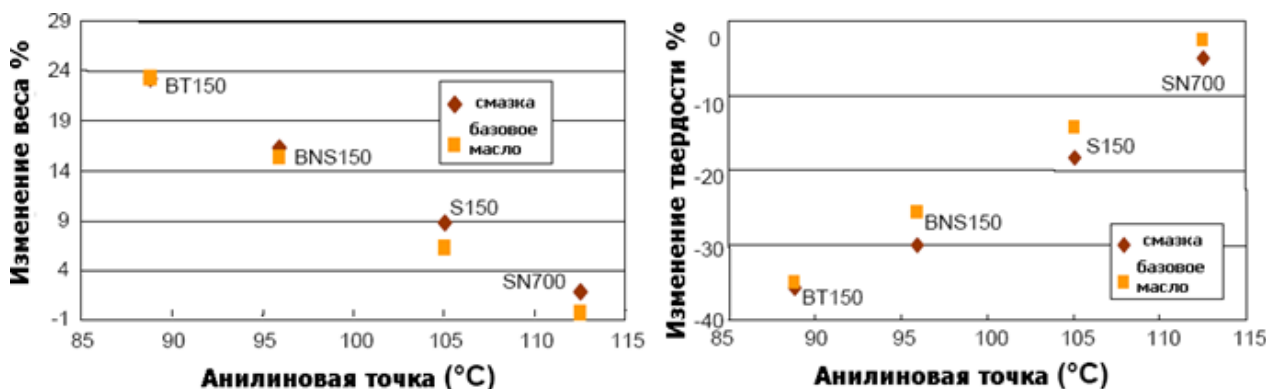 Изменение веса %
29
24
19
14
9
4
-1
BT150
BNS150
S150
SN700
смазка
базовое
масло
85
90
95
100
105
110
115
Анилиновая точка (°C)
Изменение твердости %
0
-10
-20
-30
-40
SN700
S150
BNS150
BT150
смазка
базовое
масло
85
90
95
100
105
110
115
Анилиновая точка (°C)